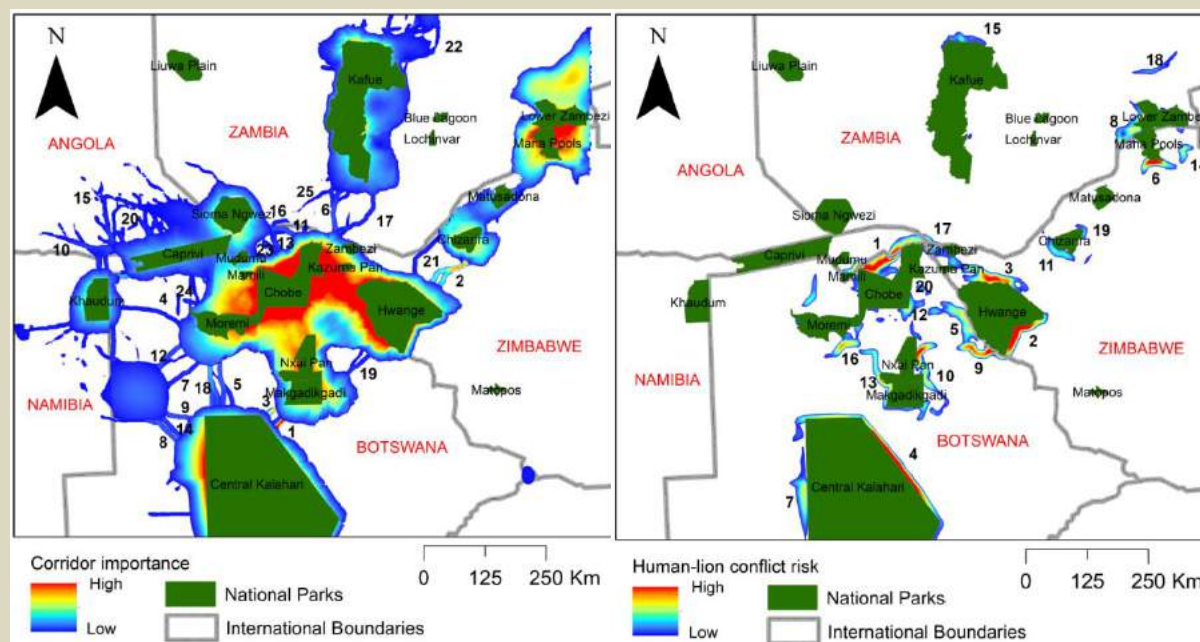 N
22
Liuwa Plain
Kafue
Blue Lagoon
Lochinvar
Lower Zambezi
Mana Pools
ZAMBIA
ANGOLA
Matusadona
15
20
Sioma Ngwezi
25
16
6
11
17
10
Caprivi
23
13
Zambezi
Chizarira
Mudumu
Mamili
Kazuma Pan
21
2
Khaudum
4
24
Chobe
Hwange
Moremi
ZIMBABWE
12
Nxai Pan
19
7
18
5
Makgadikgadi
Matopos
NAMIBIA
9
3
14
1
8
BOTSWANA
Central Kalahari
Corridor importance
High
Low
National Parks
International Boundaries
0 125 250 Km
N
15
18
Liuwa Plain
Kafue
Blue Lagoon
Lochinvar
Lower Zambezi
8
Mana Pools
14
6
ZAMBIA
ANGOLA
Matusadona
Sioma Ngwezi
17
19
Chizarira
11
Caprivi
1
Zambezi
Mudumu
Mamili
Kazuma Pan
3
Khaudum
Chobe
20
12
Hwange
Moremi
5
2
ZIMBABWE
16
Nxai Pan
9
13
10
Makgadikgadi
Matopos
NAMIBIA
BOTSWANA
4
Central Kalahari
7
Human-lion conflict risk
High
Low
National Parks
International Boundaries
0 125 250 Km